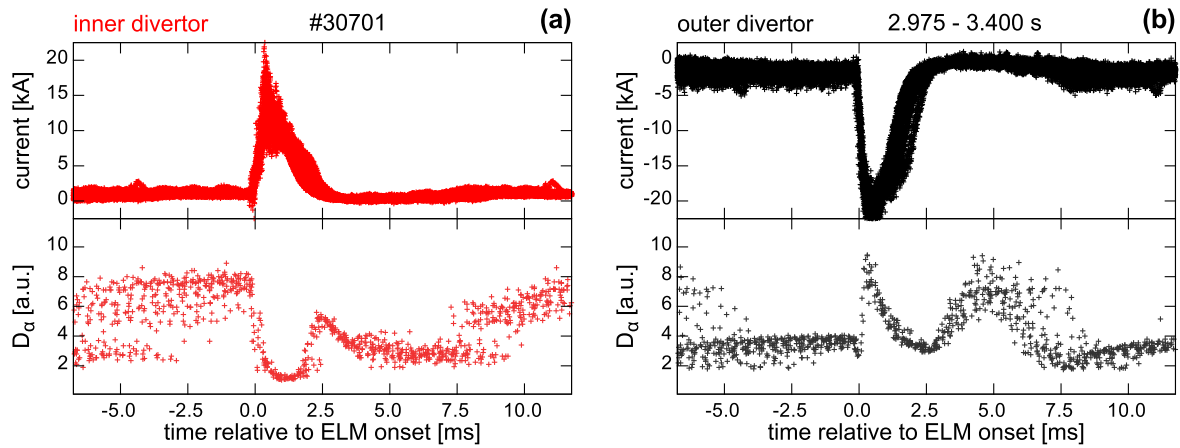 inner divertor #30701 (a)
current [kA]
20
15
10
5
0
Dα [a.u.]
10
8
6
4
2
-5.0 -2.5 0.0 2.5 5.0 7.5 10.0
time relative to ELM onset [ms]
outer divertor 2.975 - 3.400 s (b)
current [kA]
0
-5
-10
-15
-20
Dα [a.u.]
10
8
6
4
2
-5.0 -2.5 0.0 2.5 5.0 7.5 10.0
time relative to ELM onset [ms]